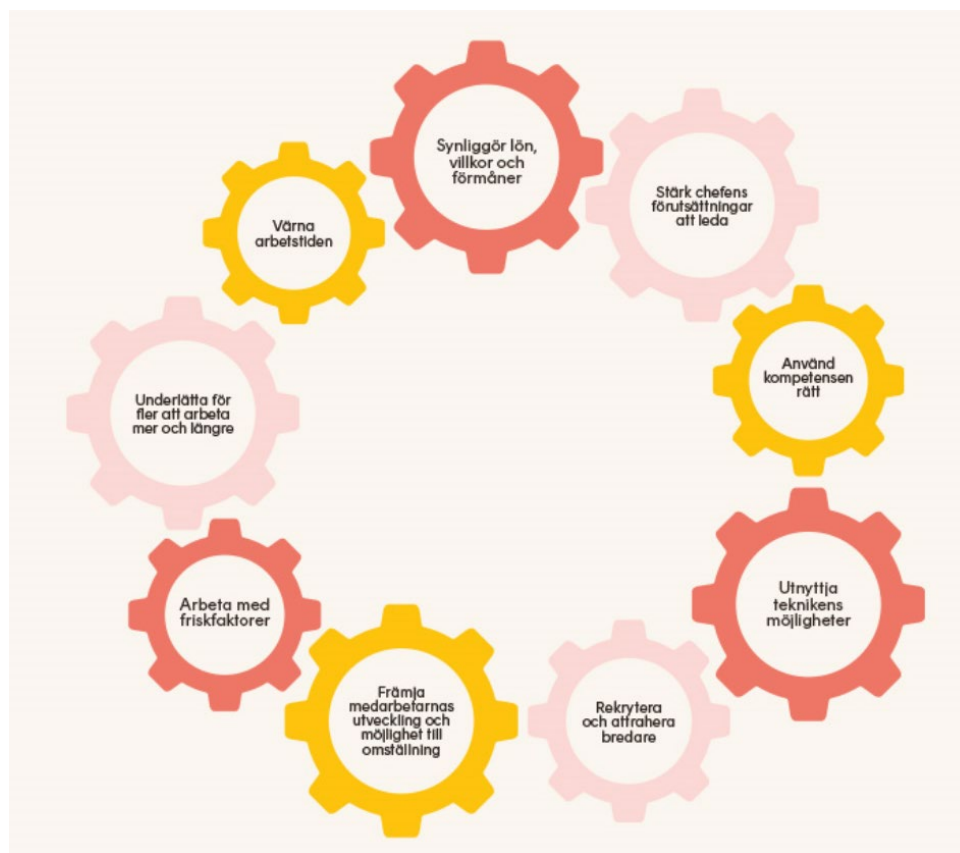 Synliggör lön,
villkor och
förmåner
Stärk chefens
förutsättningar
att leda
Använd
kompetensen
rätt
Utnyttja
teknikens
möjligheter
Rekrytera
och attrahera
bredare
Främja
medarbetarnas
utveckling och
möjlighet till
omställning
Arbeta med
friskfaktorer
Underlätta för
fler att arbeta
mer och längre
Värna
arbetstiden